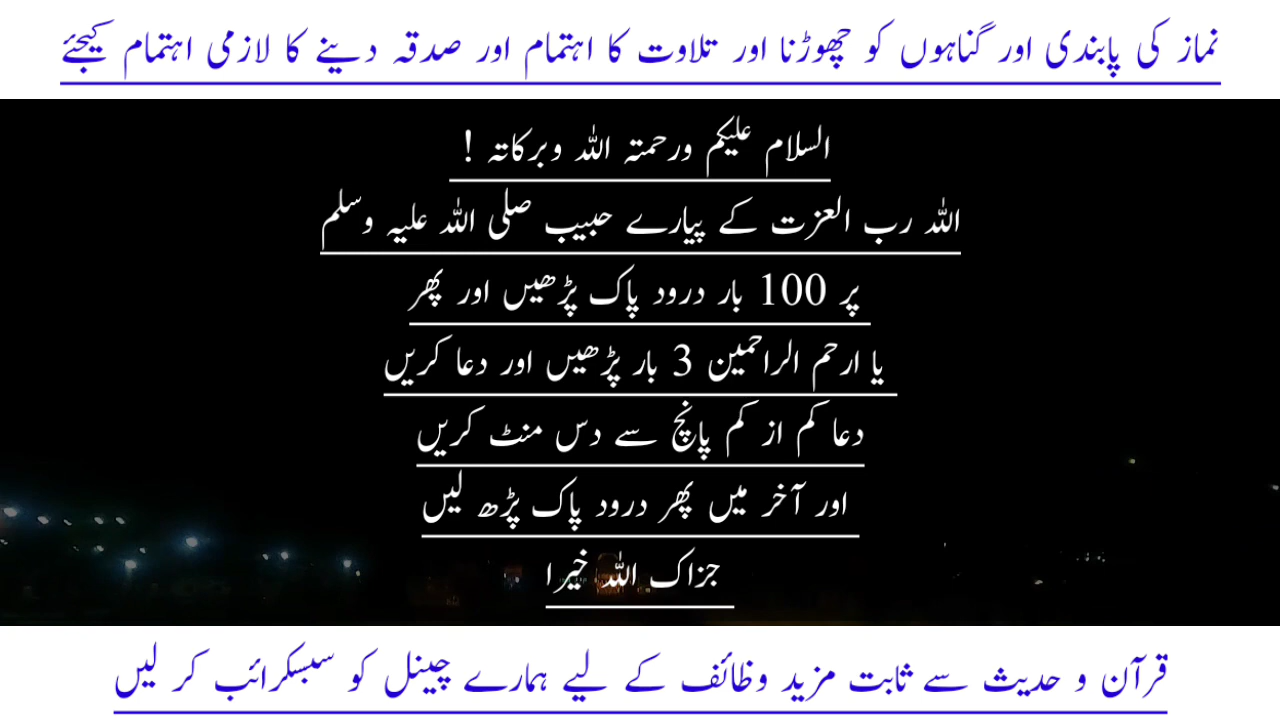 نماز کی پابندی اور گناہوں کو چھوڑنا اور تلاوت کا اہتمام اور صدقہ دینے کا لازمی اہتمام کیجئے
السلام علیکم ورحمتہ اللہ وبرکاتہ !
اللہ رب العزت کے پیارے حبیب صلی اللہ علیہ وسلم
پر 100 بار درود پاک پڑھیں اور پھر
یا ارحم الراحمین 3 بار پڑھیں اور دعا کریں
دعا کم از کم پانچ سے دس منٹ کریں
اور آخر میں پھر درود پاک پڑھ لیں
جزاک اللہ خیرا
قرآن و حدیث سے ثابت مزید وظائف کے لیے ہمارے چینل کو سبسکرائب کر لیں